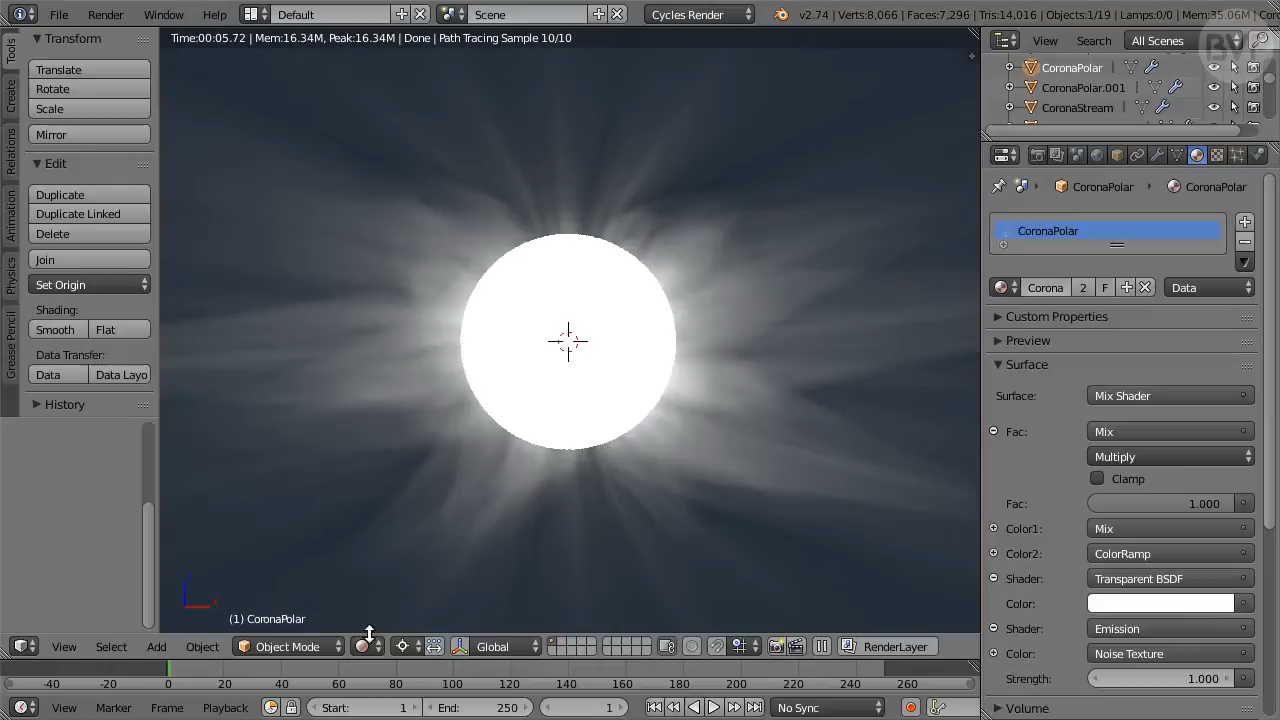 File Render Window Help Default Scene Cycles Render v2.74 | Verts:8,066 | Faces:7,296 | Tris:14,016 | Objects:1/19 | Lamps:0/0 | Mem:35.06M | Coro
Time:00:05.72 | Mem:16.34M, Peak:16.34M | Done | Path Tracing Sample 10/10
View Search All Scenes
CoronaPolar
CoronaPolar.001
CoronaStream
Tools
Create
Relations
Animation
Physics
Grease Pencil
Transform
Translate
Rotate
Scale
Mirror
Edit
Duplicate
Duplicate Linked
Delete
Join
Set Origin
Shading:
Smooth Flat
Data Transfer:
Data Data Layo
History
(1) CoronaPolar
CoronaPolar CoronaPolar
CoronaPolar
Corona 2 F Data
Custom Properties
Preview
Surface
Surface: Mix Shader
Fac: Mix
Multiply
Clamp
Fac: 1.000
Color1: Mix
Color2: ColorRamp
Shader: Transparent BSDF
Color:
Shader: Emission
Color: Noise Texture
Strength: 1.000
Volume
View Select Add Object Object Mode Global RenderLayer
-40 -20 0 20 40 60 80 100 120 140 160 180 200 220 240 260
View Marker Frame Playback Start: 1 End: 250 1 No Sync